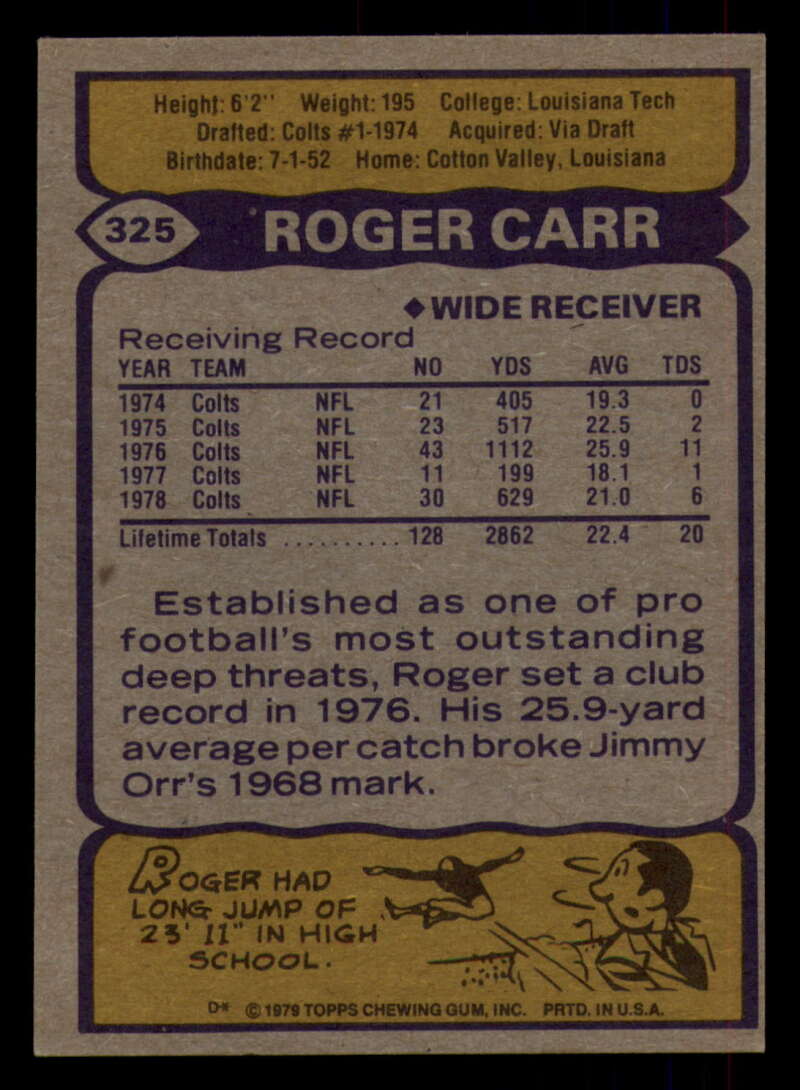 Height: 6'2" Weight: 195 College: Louisiana Tech
Drafted: Colts #1-1974 Acquired: Via Draft
Birthdate: 7-1-52 Home: Cotton Valley, Louisiana
325 ROGER CARR
◆WIDE RECEIVER
Receiving Record
YEAR TEAM NO YDS AVG TDS
1974 Colts NFL 21 405 19.3 0
1975 Colts NFL 23 517 22.5 2
1976 Colts NFL 43 1112 25.9 11
1977 Colts NFL 11 199 18.1 1
1978 Colts NFL 30 629 21.0 6
Lifetime Totals .......... 128 2862 22.4 20
Established as one of pro
football's most outstanding
deep threats, Roger set a club
record in 1976. His 25.9-yard
average per catch broke Jimmy
Orr's 1968 mark.
ROGER HAD
LONG JUMP OF
23' 11" IN HIGH
SCHOOL.
D* © 1979 TOPPS CHEWING GUM, INC. PRTD. IN U.S.A.